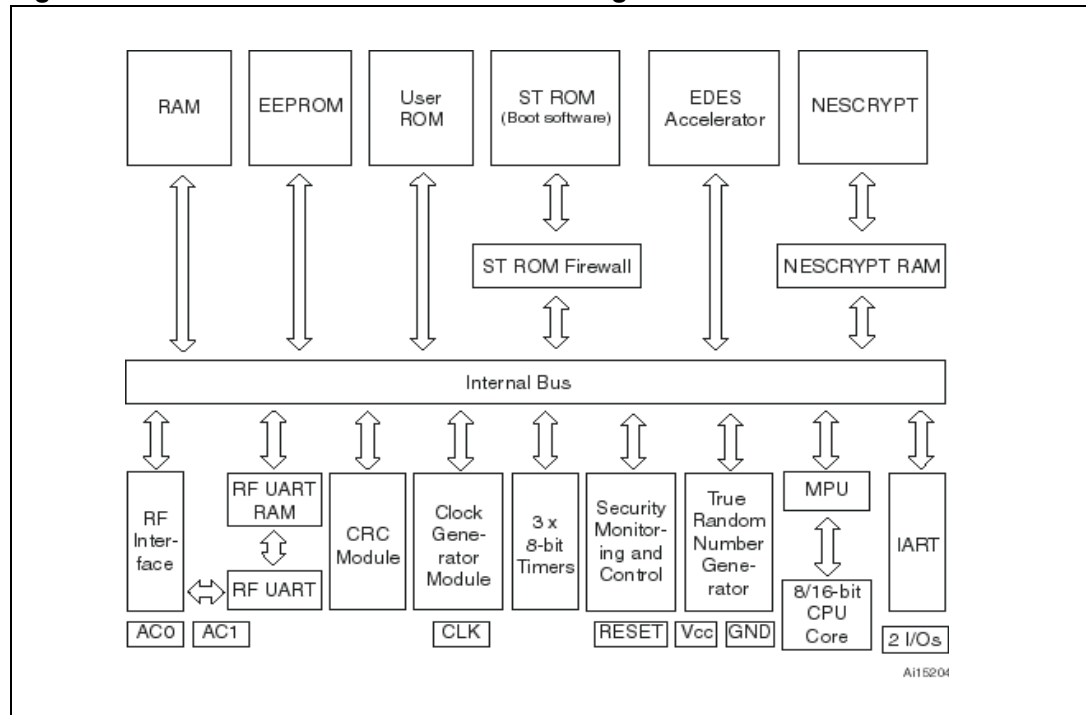 RAM
EEPROM
User
ROM
ST ROM
(Boot software)
EDES
Accelerator
NESCRYPT
ST ROM Firewall
NESCRYPT RAM
Internal Bus
RF
Inter-
face
RF UART
RAM
RF UART
CRC
Module
Clock
Gene-
rator
Module
3 x
8-bit
Timers
Security
Monitor-
ing and
Control
True
Random
Number
Gene-
rator
MPU
8/16-bit
CPU
Core
IART
AC0
AC1
CLK
RESET
Vcc
GND
2 I/Os
Ai15204